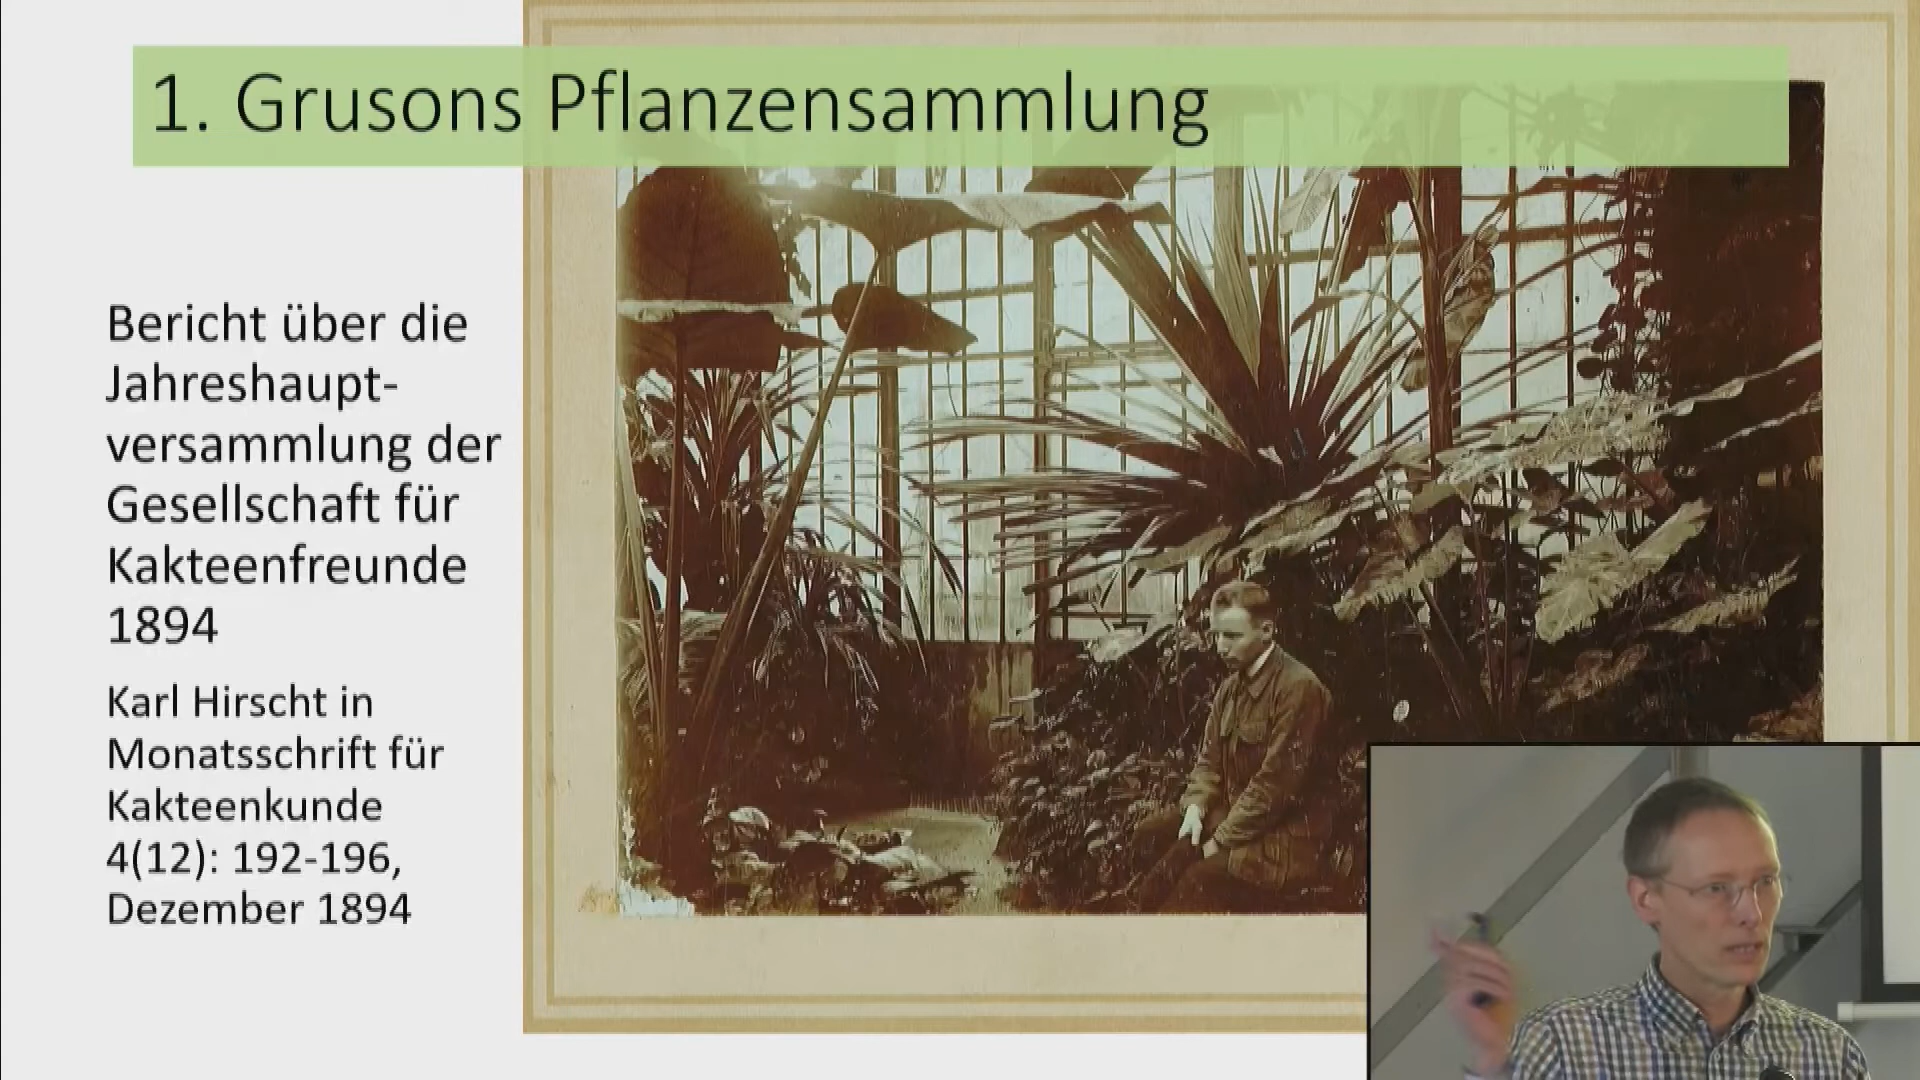 1. Grusons Pflanzensammlung
Bericht über die
Jahreshaupt-
versammlung der
Gesellschaft für
Kakteenfreunde
1894
Karl Hirscht in
Monatsschrift für
Kakteenkunde
4(12): 192-196,
Dezember 1894